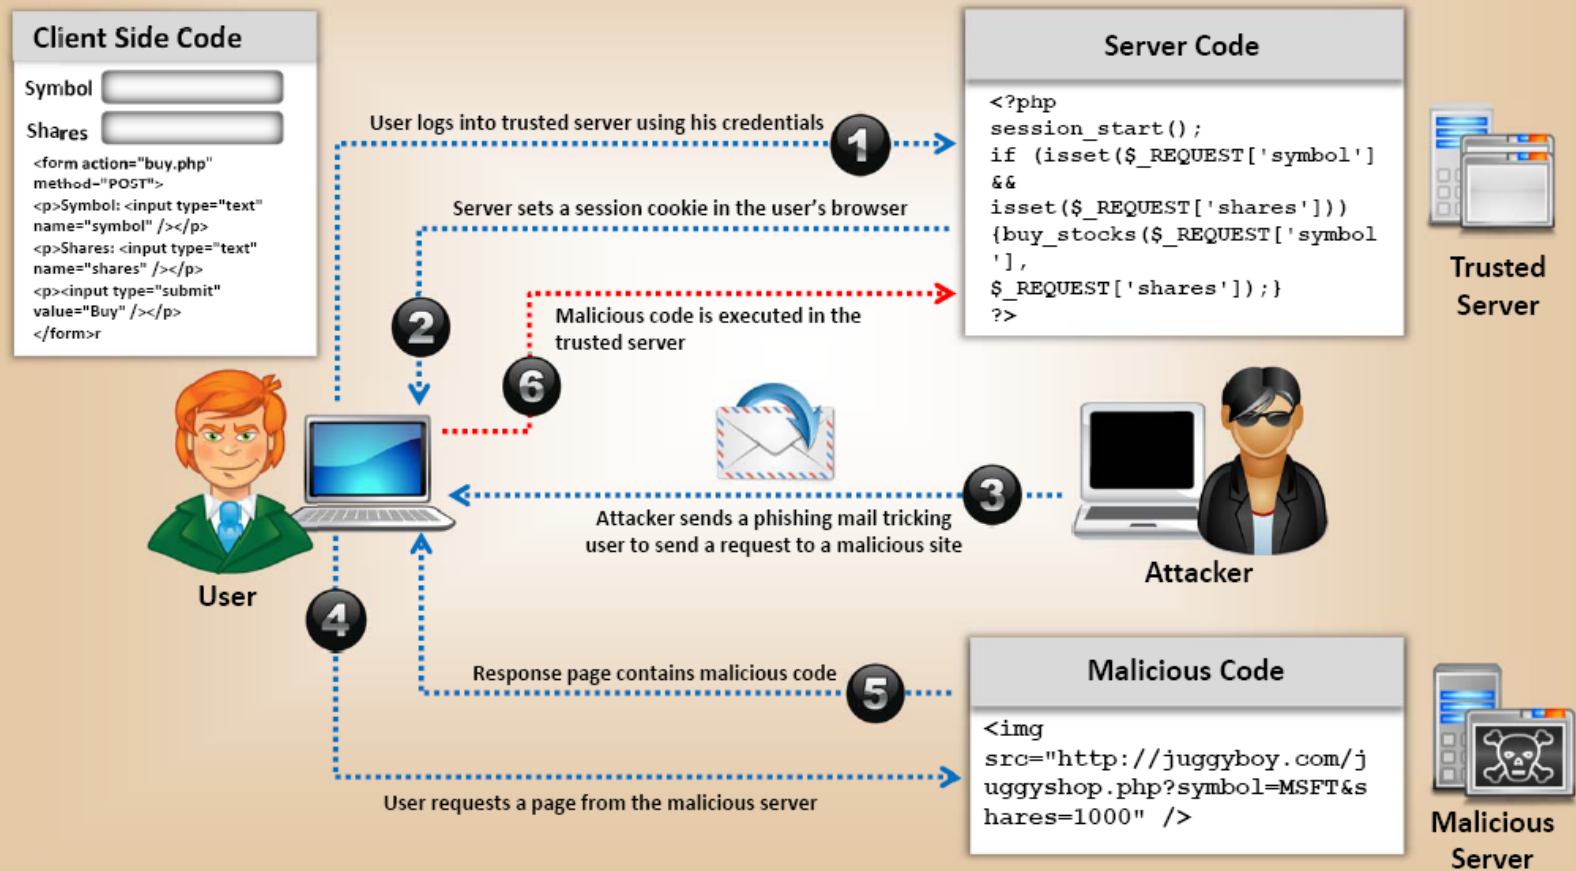 Client Side Code
Symbol
Shares
<form action="buy.php"
method="POST">
<p>Symbol: <input type="text"
name="symbol" /></p>
<p>Shares: <input type="text"
name="shares" /></p>
<p><input type="submit"
value="Buy" /></p>
</form>r
User logs into trusted server using his credentials
1
Server sets a session cookie in the user's browser
2
6
Malicious code is executed in the
trusted server
Server Code
<?php
session_start();
if (isset($_REQUEST['symbol']
&&
isset($_REQUEST['shares']))
{buy_stocks($_REQUEST['symbol
'],
$_REQUEST['shares']);}
?>
Trusted
Server
3
Attacker sends a phishing mail tricking
user to send a request to a malicious site
User
Attacker
4
Response page contains malicious code
5
User requests a page from the malicious server
Malicious Code
<img
src="http://juggyboy.com/j
uggyshop.php?symbol=MSFT&s
hares=1000" />
Malicious
Server